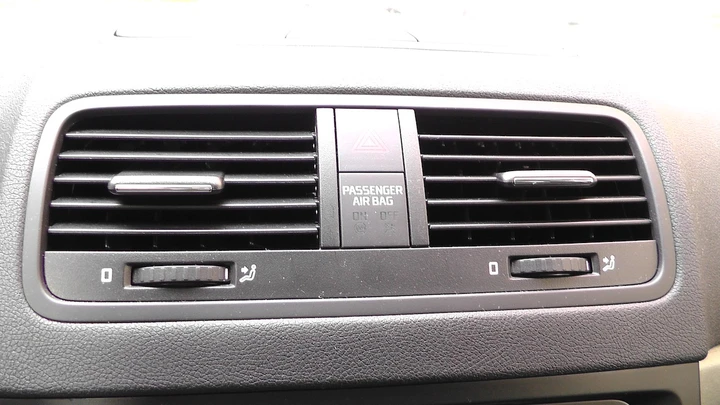 PASSENGER
AIR BAG
ON OFF
0 0